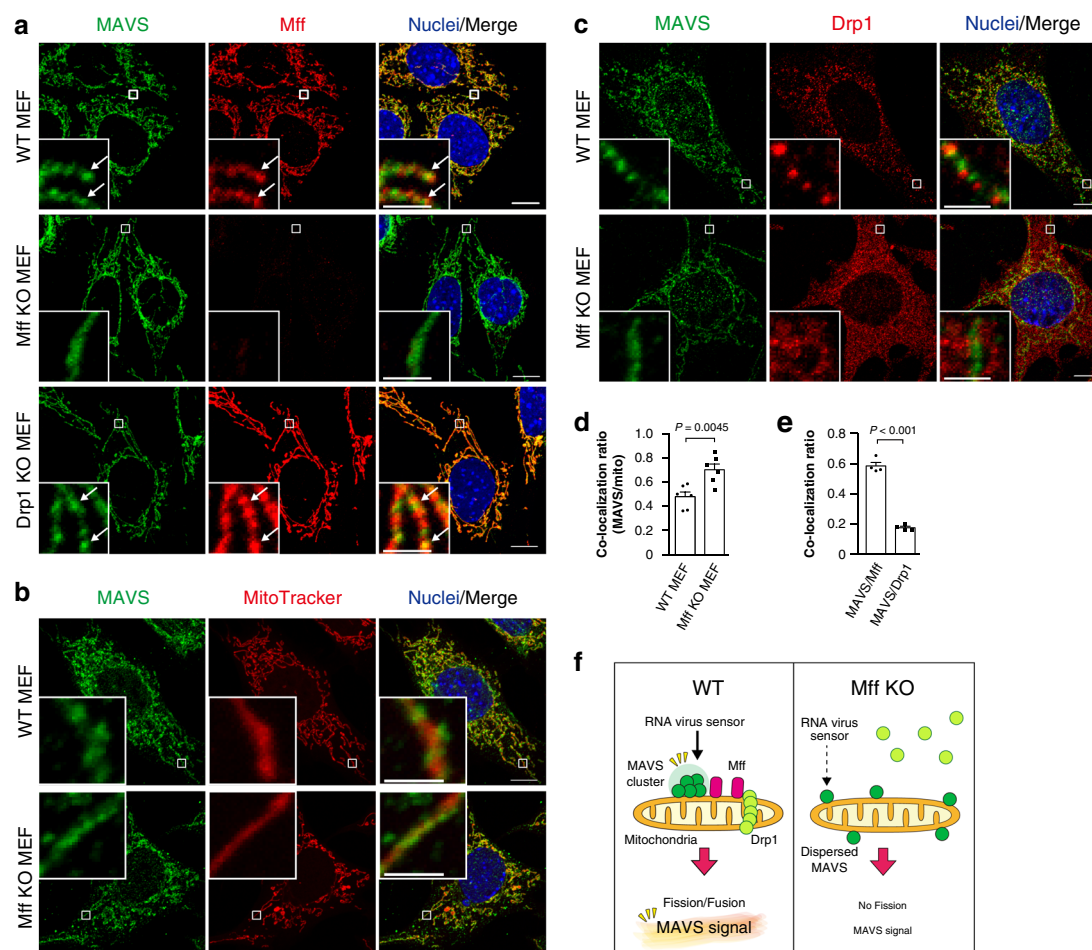 a
MAVS
Mff
Nuclei/Merge
WT MEF
Mff KO MEF
Drp1 KO MEF
b
MAVS
MitoTracker
Nuclei/Merge
WT MEF
Mff KO MEF
c
MAVS
Drp1
Nuclei/Merge
WT MEF
Mff KO MEF
d
P = 0.0045
Co-localization ratio
(MAVS/mito)
1.0
0.8
0.6
0.4
0.2
0
WT MEF
Mff KO MEF
e
P < 0.001
Co-localization ratio
0.8
0.6
0.4
0.2
0
MAVS/Mff
MAVS/Drp1
f
WT
RNA virus sensor
MAVS
cluster
Mff
Mitochondria
Drp1
Fission/Fusion
MAVS signal
Mff KO
RNA virus
sensor
Dispersed
MAVS
No Fission
MAVS signal